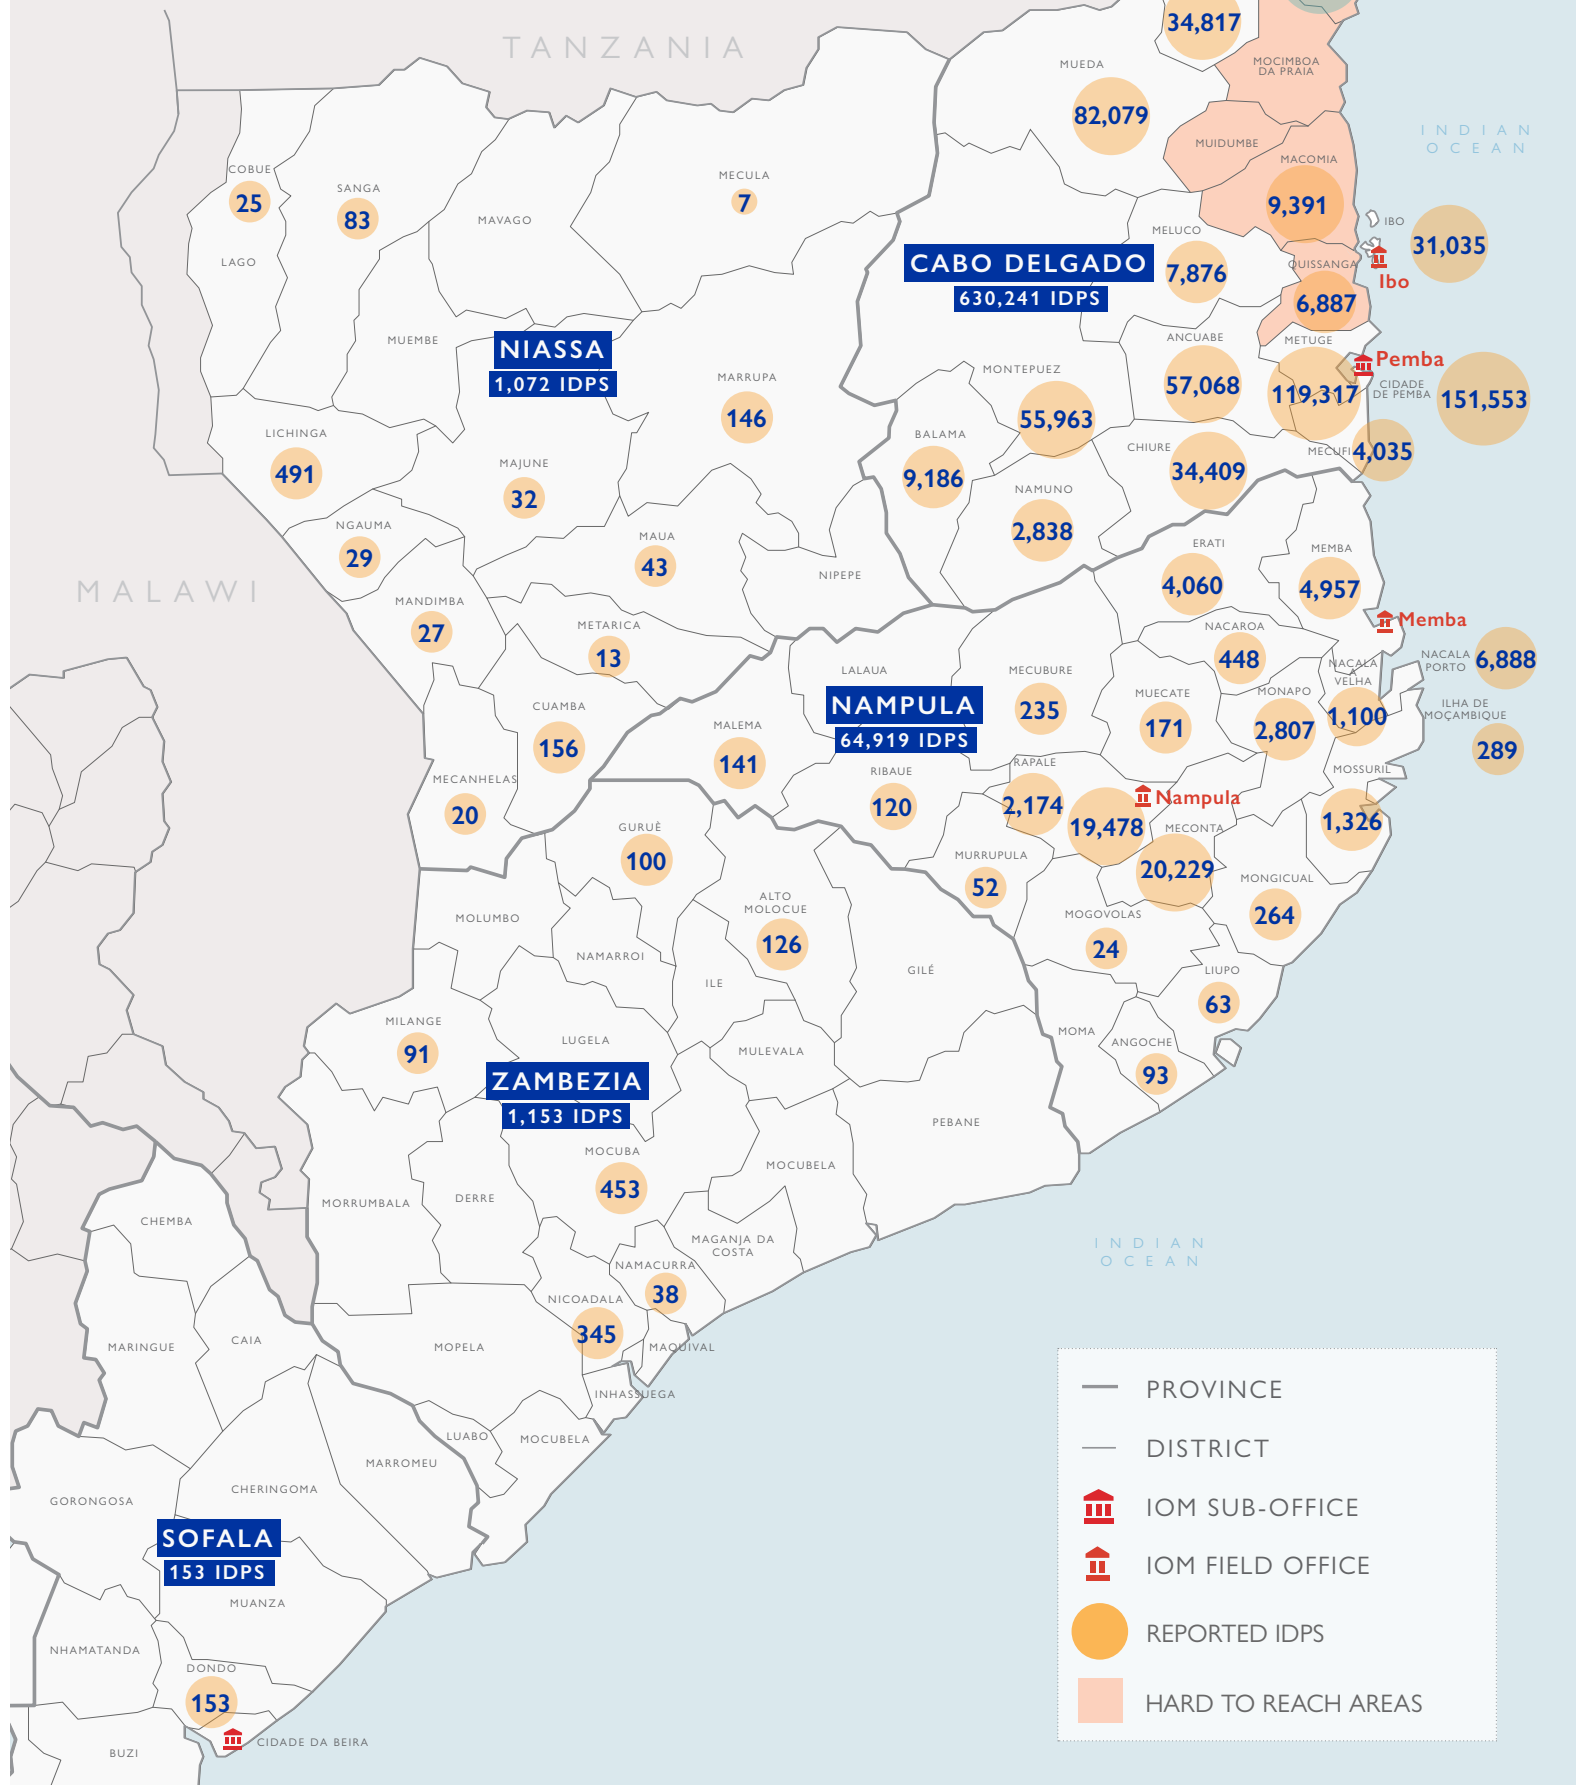 TANZANIA
34,817
MUEDA
82,079
MOCIMBOA
DA PRAIA
INDIAN
OCEAN
MUIDUMBE
MACOMIA
9,391
COBUE
25
SANGA
83
MECULA
7
MAVAGO
LAGO
IBO
31,035
Ibo
MELUCO
7,876
QUISSANGA
6,887
CABO DELGADO
630,241 IDPS
MUEMBE
NIASSA
1,072 IDPS
ANCUABE
57,068
METUGE
119,317
Pemba
CIDADE
DE PEMBA
151,553
MARRUPA
146
MONTEPUEZ
55,963
LICHINGA
491
BALAMA
9,186
CHIURE
34,409
MECUFI
4,035
MAJUNE
32
NAMUNO
2,838
NGAUMA
29
MAUA
43
NIPEPE
ERATI
4,060
MEMBA
4,957
MALAWI
MANDIMBA
27
METARICA
13
NACAROA
448
Memba
NACALA
PORTO
6,888
LALAUA
MECUBURE
235
NACALA
A
VELHA
1,100
MUECATE
171
MONAPO
2,807
ILHA DE
MOÇAMBIQUE
289
CUAMBA
156
NAMPULA
64,919 IDPS
MALEMA
141
MECANHELAS
20
RIBAUE
120
RAPALE
2,174
Nampula
19,478
MOSSURIL
1,326
GURUÈ
100
MECONTA
20,229
MURRUPULA
52
MONGICUAL
264
ALTO
MOLOCUE
126
MOLUMBO
MOGOVOLAS
24
NAMARROI
GILÉ
ILE
LIUPO
63
MILANGE
91
LUGELA
MULEVALA
MOMA
ANGOCHE
93
ZAMBEZIA
1,153 IDPS
PEBANE
MOCUBA
453
MOCUBELA
MORRUMBALA
DERRE
CHEMBA
MAGANJA DA
COSTA
INDIAN
OCEAN
NAMACURRA
38
NICOADALA
345
MARINGUE
CAIA
MOPELA
MAQUIVAL
INHASSUEGA
LUABO
MOCUBELA
MARROMEU
CHERINGOMA
GORONGOSA
SOFALA
153 IDPS
MUANZA
NHAMATANDA
DONDO
153
CIDADE DA BEIRA
BUZI
PROVINCE
DISTRICT
IOM SUB-OFFICE
IOM FIELD OFFICE
REPORTED IDPS
HARD TO REACH AREAS